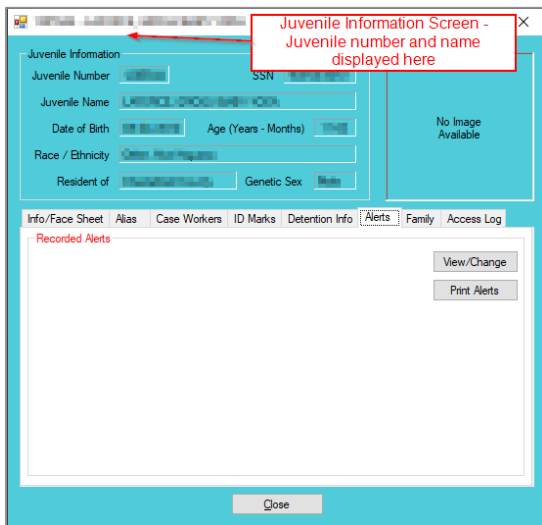 Juvenile Information Screen -
Juvenile number and name
displayed here
Juvenile Information
Juvenile Number SSN
Juvenile Name
Date of Birth Age (Years - Months)
Race / Ethnicity
Resident of Genetic Sex
No Image
Available
Info/Face Sheet Alias Case Workers ID Marks Detention Info Alerts Family Access Log
Recorded Alerts
View/Change
Print Alerts
Close